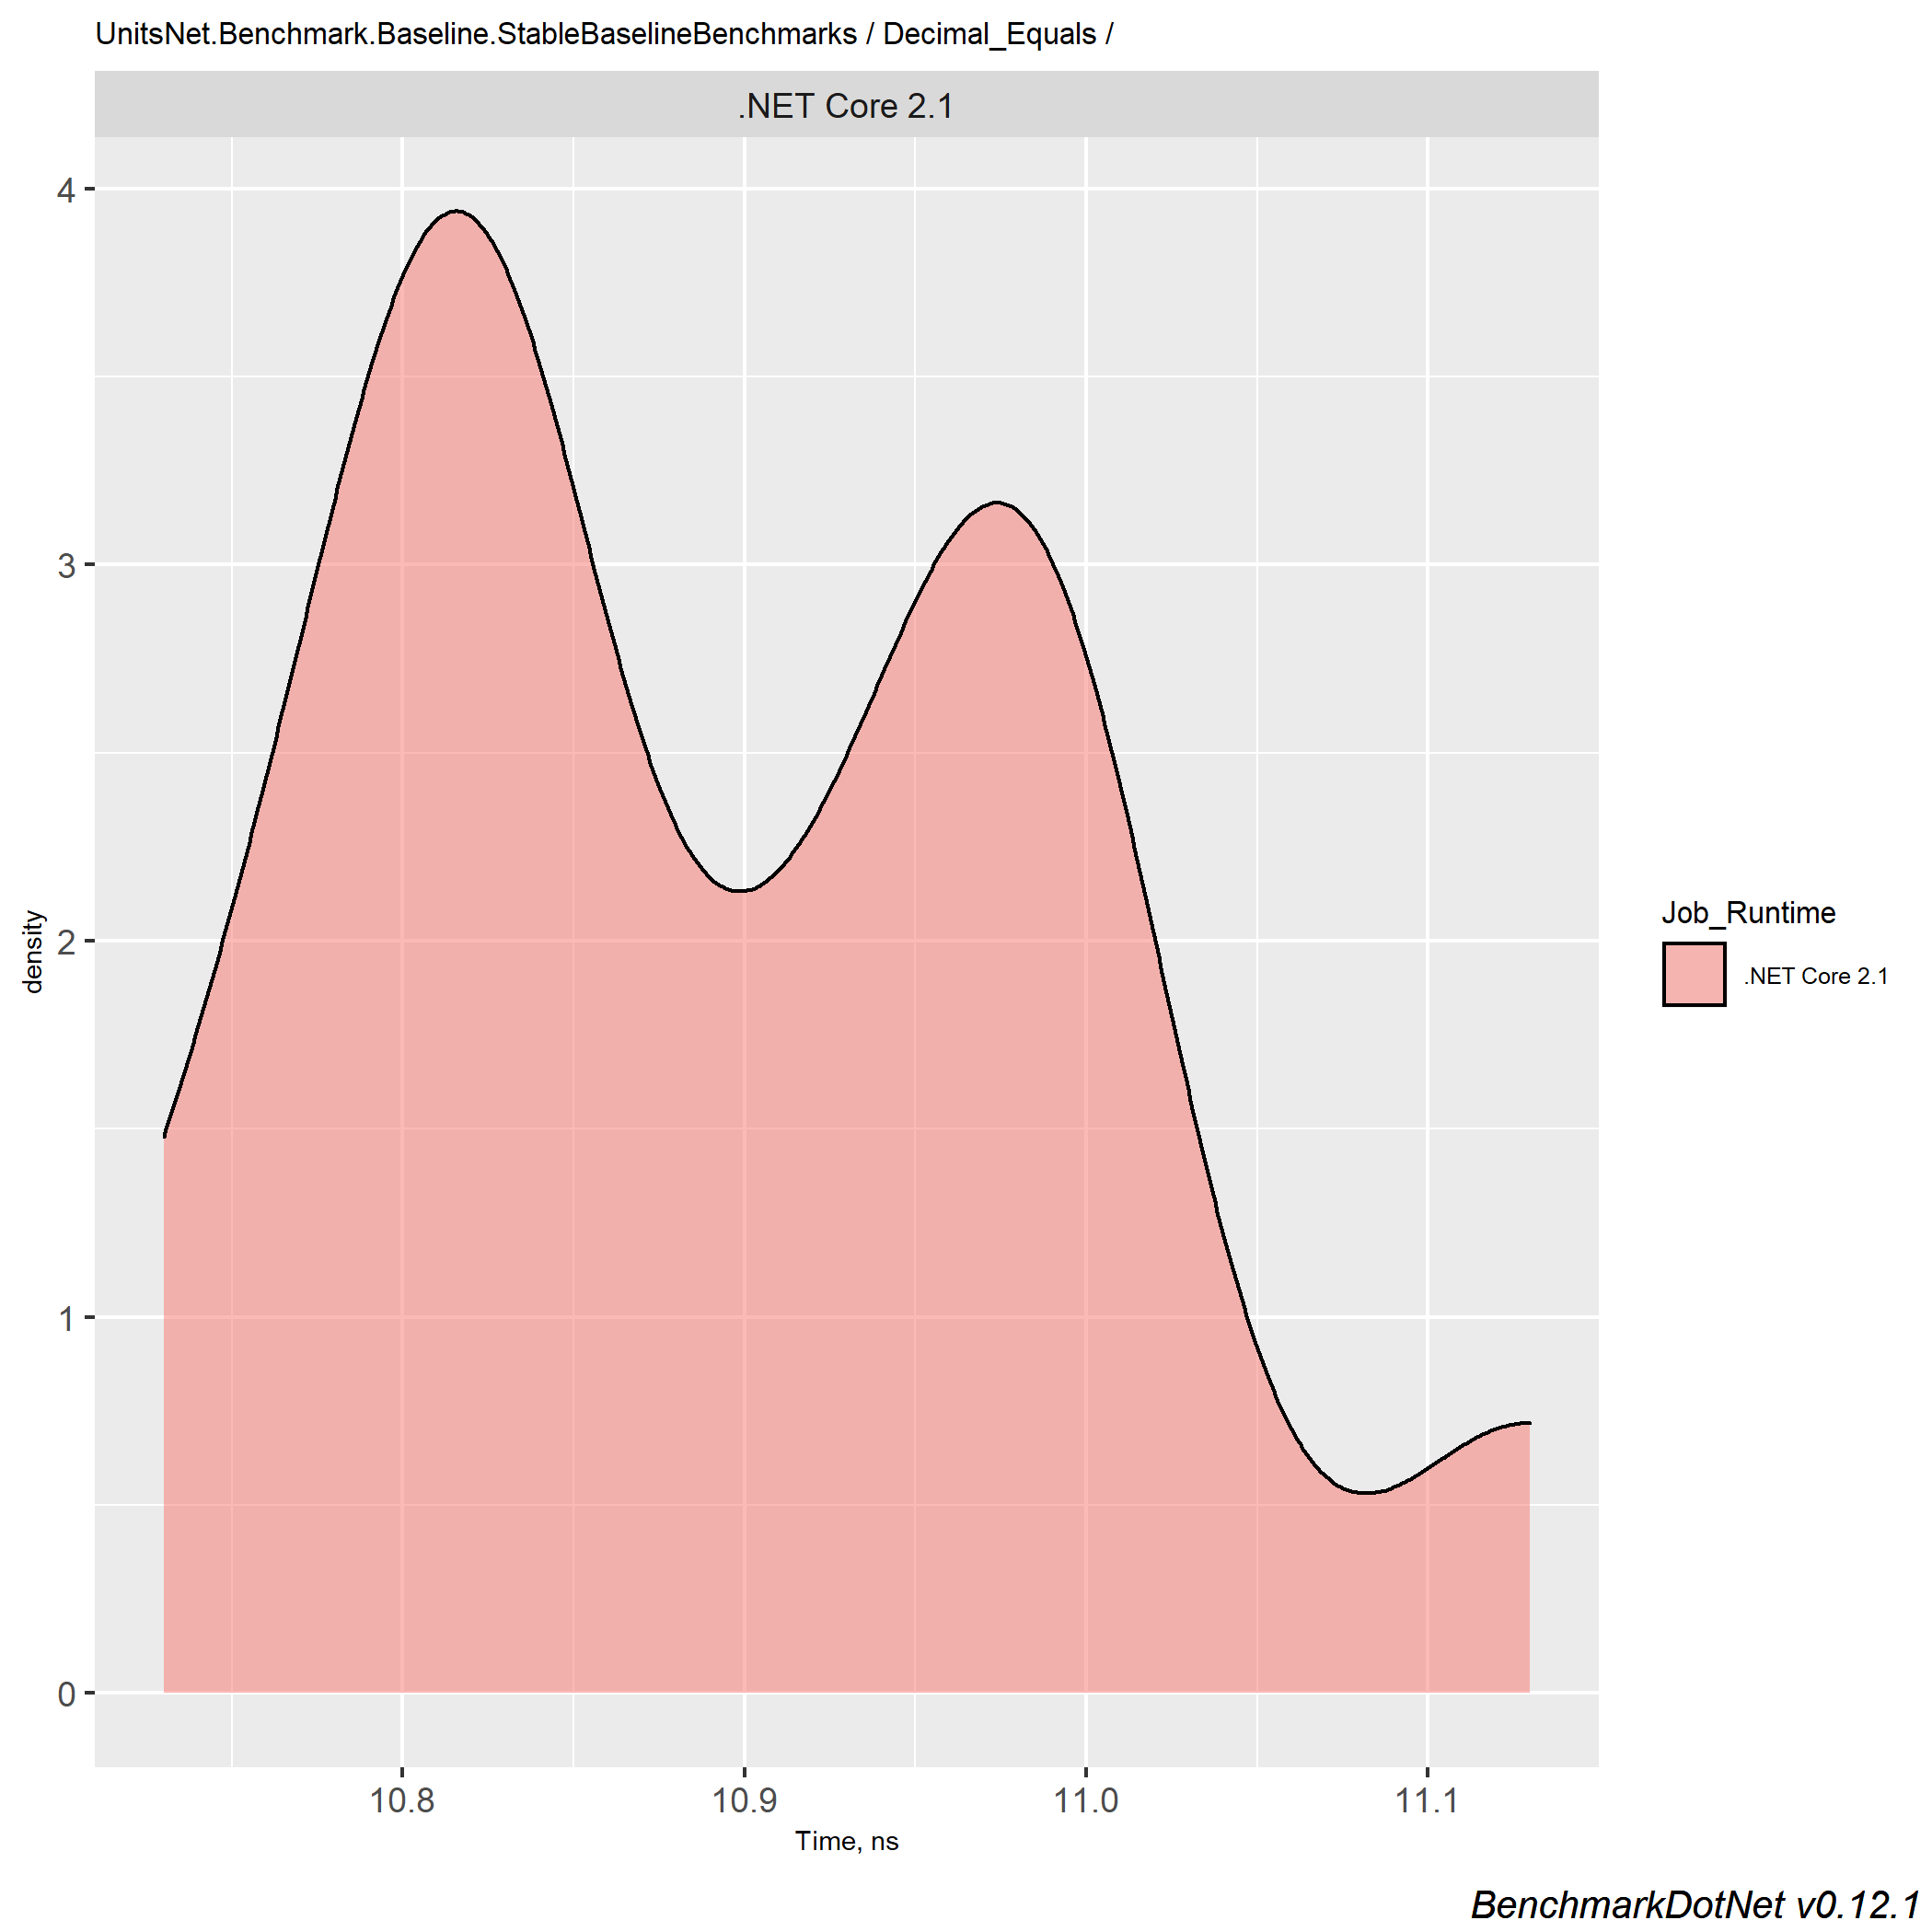 UnitsNet.Benchmark.Baseline.StableBaselineBenchmarks / Decimal_Equals /
.NET Core 2.1
4
3
2
1
0
density
10.8 10.9 11.0 11.1
Time, ns
Job_Runtime
.NET Core 2.1
BenchmarkDotNet v0.12.1